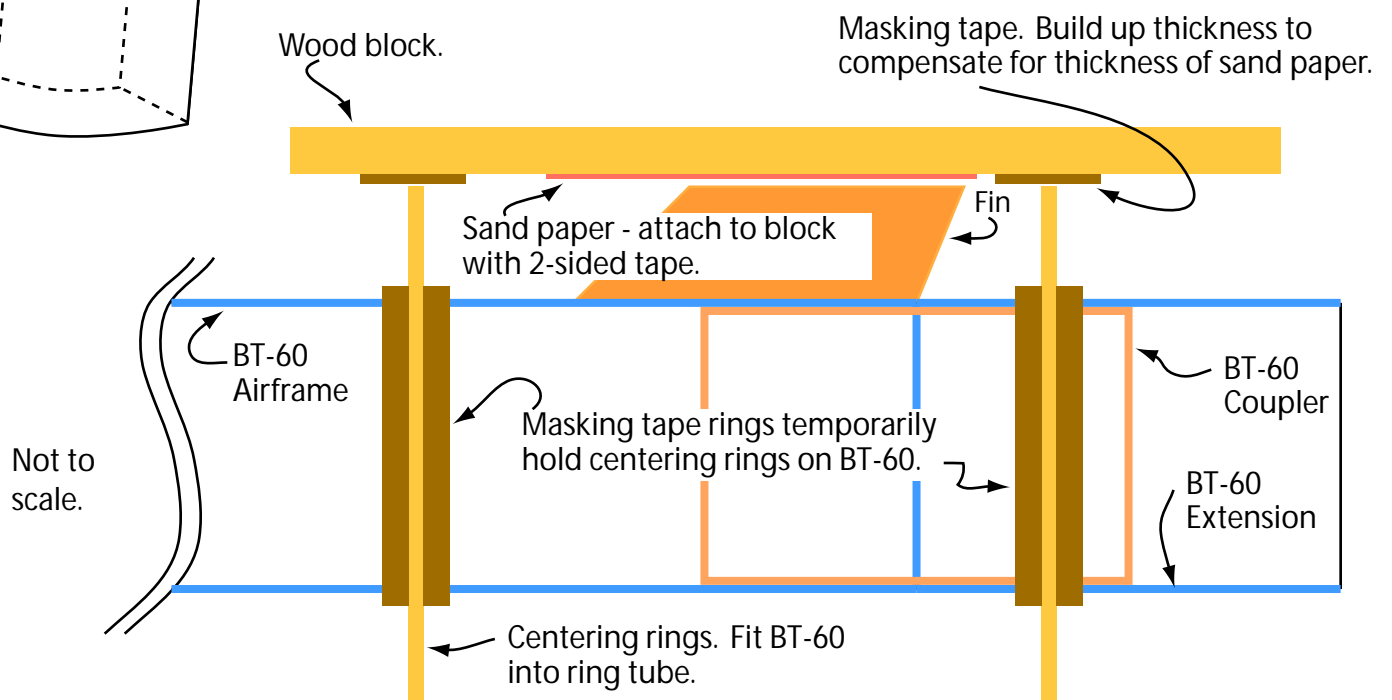 Wood block.
Masking tape. Build up thickness to
compensate for thickness of sand paper.
Sand paper - attach to block
with 2-sided tape.
Fin
BT-60
Airframe
BT-60
Coupler
Masking tape rings temporarily
hold centering rings on BT-60.
Not to
scale.
BT-60
Extension
Centering rings. Fit BT-60
into ring tube.